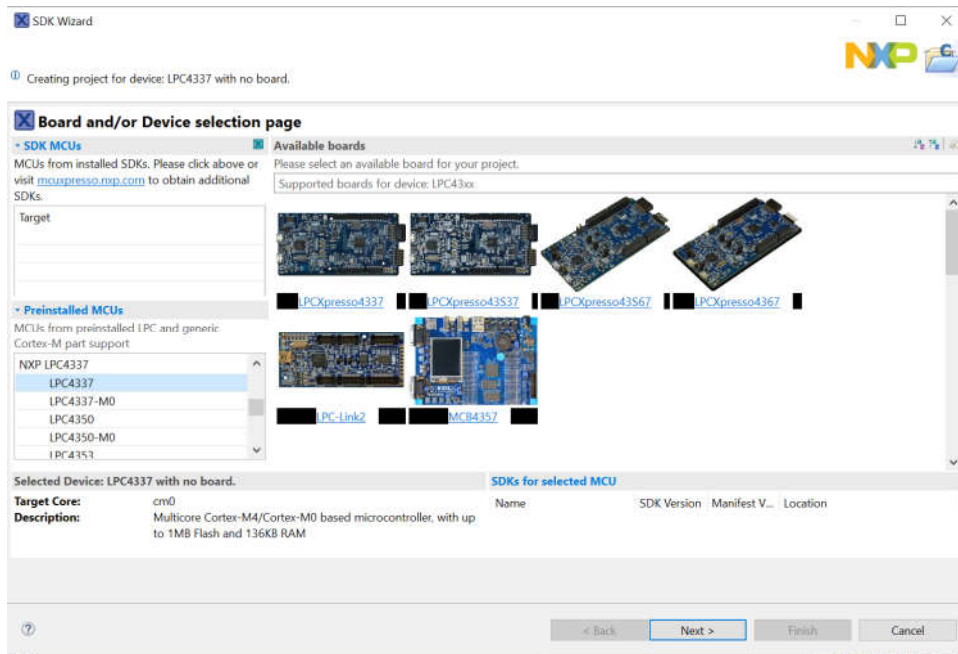 SDK Wizard
NXP
Creating project for device: LPC4337 with no board.
Board and/or Device selection page
SDK MCUs
MCUs from installed SDKs. Please click above or
visit mcuxpresso.nxp.com to obtain additional
SDKs.
Target
Preinstalled MCUs
MCUs from preinstalled LPC and generic
Cortex-M part support
NXP LPC4337
LPC4337
LPC4337-M0
LPC4350
LPC4350-M0
LPC4353
Available boards
Please select an available board for your project.
Supported boards for device: LPC43xx
LPCXpresso4337
LPCXpresso43S37
LPCXpresso43S67
LPCXpresso4367
LPC-Link2
MCB4357
Selected Device: LPC4337 with no board.
Target Core: cm0
Description: Multicore Cortex-M4/Cortex-M0 based microcontroller, with up
to 1MB Flash and 136KB RAM
SDKs for selected MCU
Name SDK Version Manifest V... Location
< Back Next > Finish Cancel